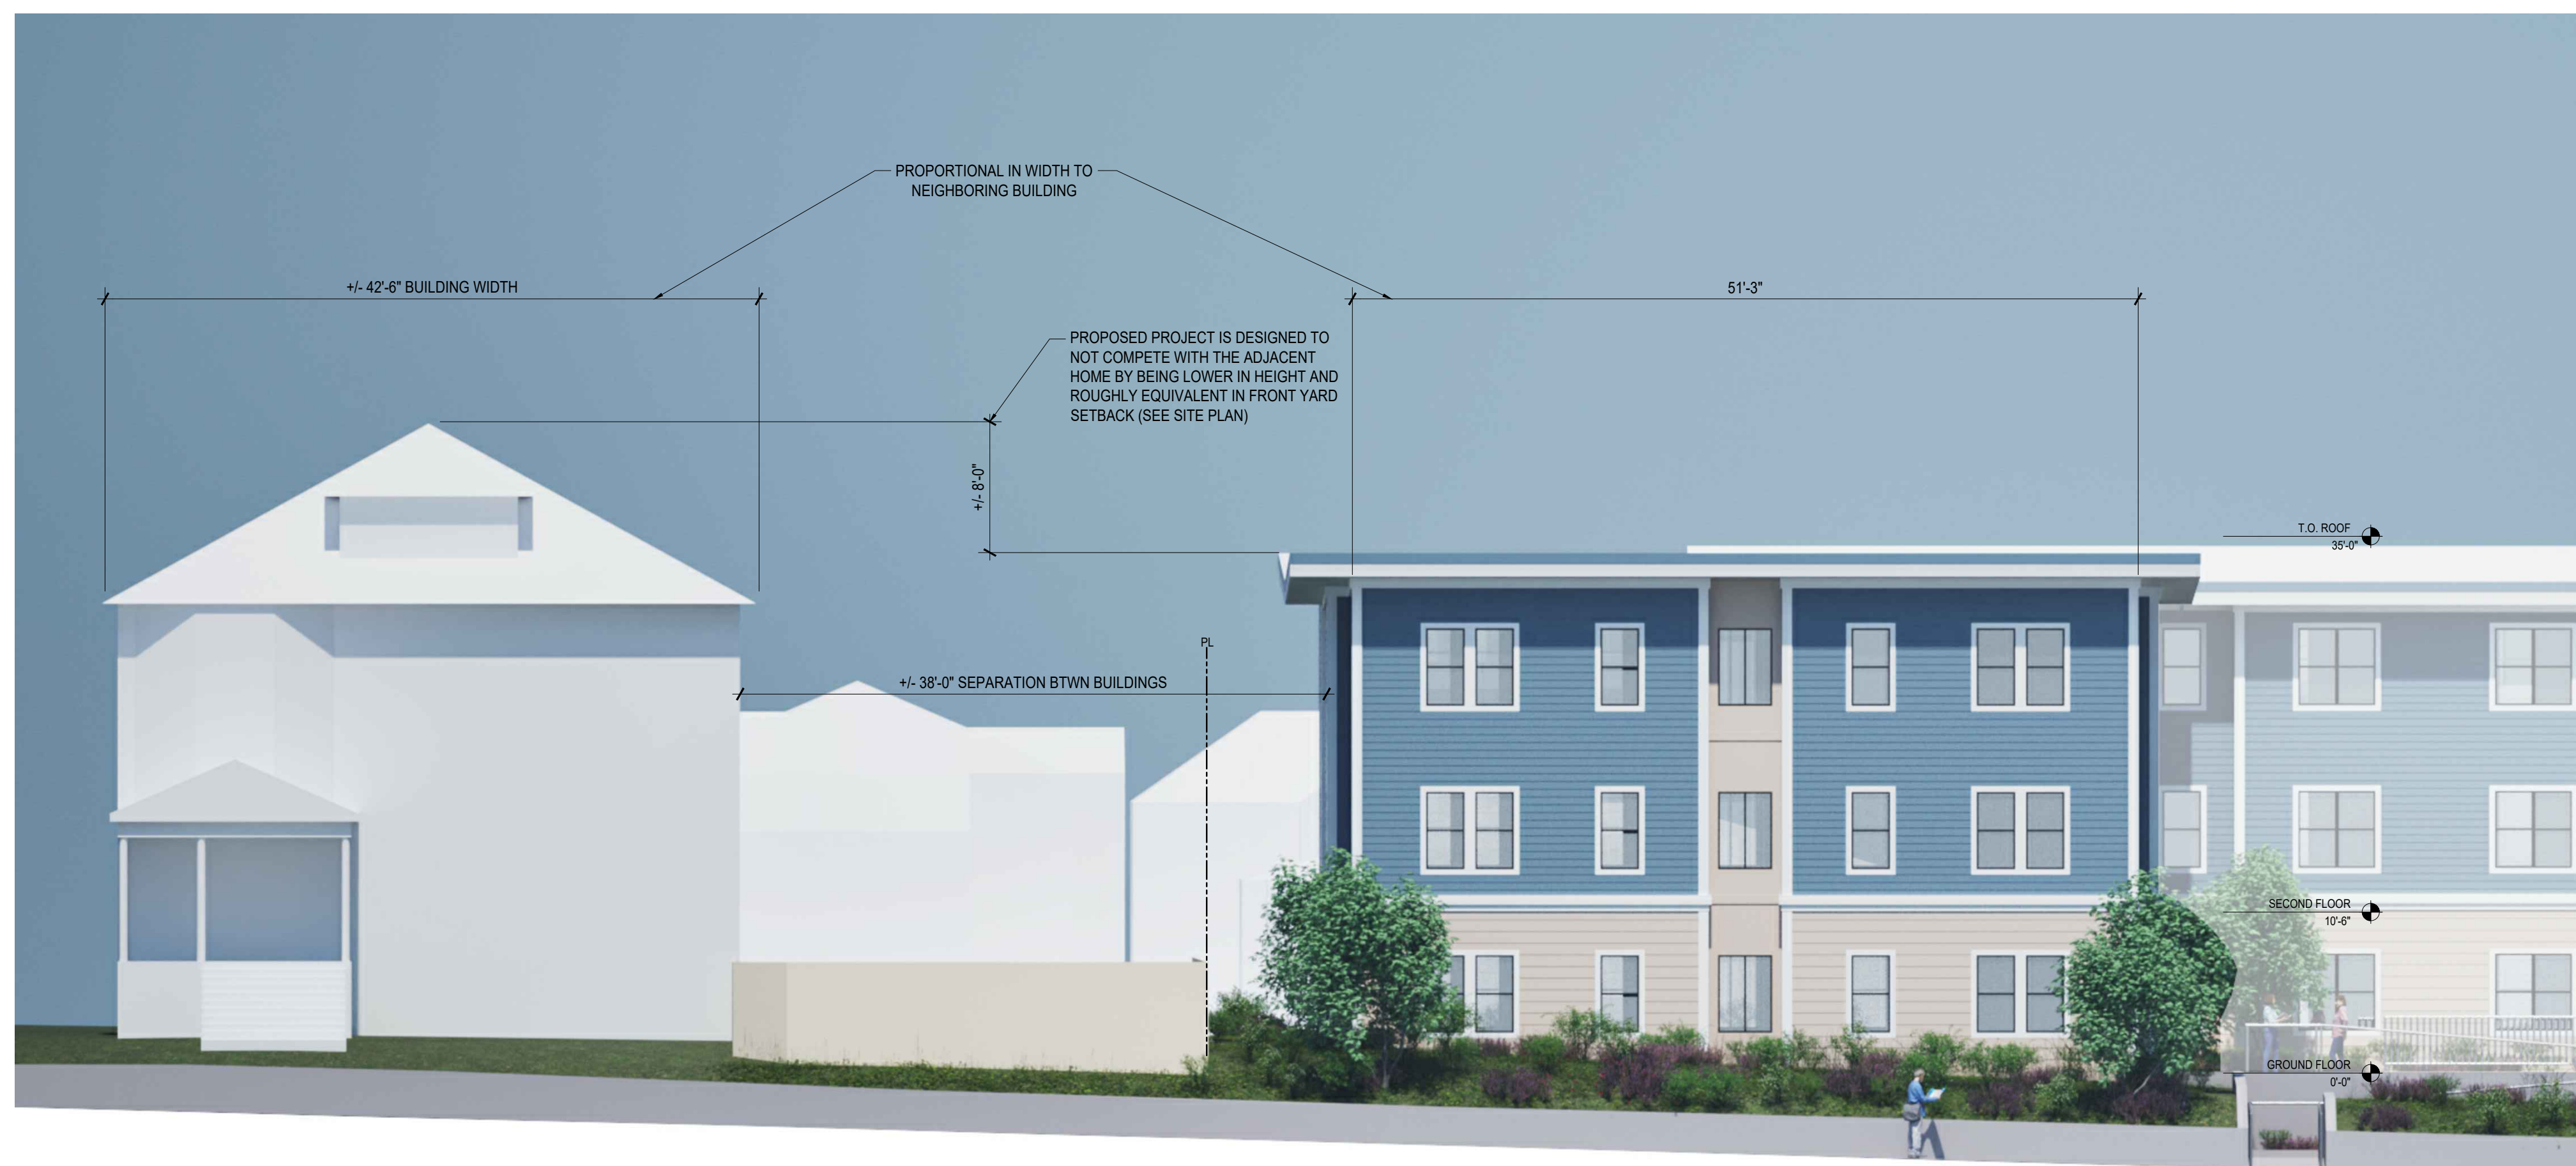 PROPORTIONAL IN WIDTH TO
NEIGHBORING BUILDING
+/- 42'-6" BUILDING WIDTH
51'-3"
PROPOSED PROJECT IS DESIGNED TO
NOT COMPETE WITH THE ADJACENT
HOME BY BEING LOWER IN HEIGHT AND
ROUGHLY EQUIVALENT IN FRONT YARD
SETBACK (SEE SITE PLAN)
+/- 8'-0"
T.O. ROOF
35'-0"
PL
+/- 38'-0" SEPARATION BTWN BUILDINGS
SECOND FLOOR
10'-6"
GROUND FLOOR
0'-0"